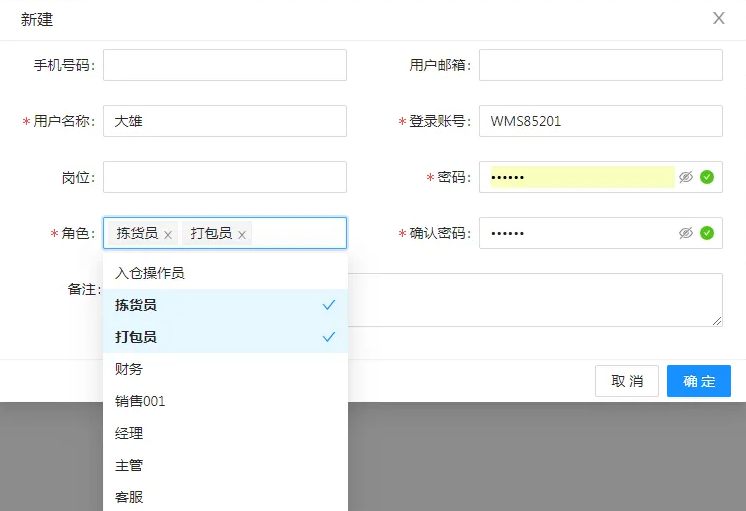 新建
手机号码:
用户邮箱:
*用户名称: 大雄
*登录账号: WMS85201
岗位:
*密码: ••••••
*角色: 拣货员 x 打包员 x
*确认密码: ••••••
入仓操作员
备注:
拣货员
打包员
财务
取 消 确 定
销售001
经理
主管
客服